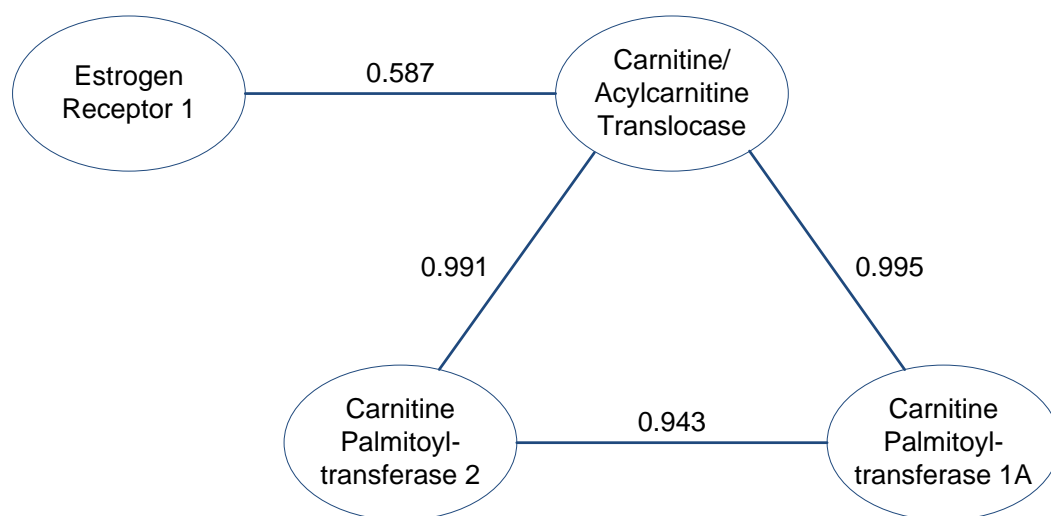 Estrogen
Receptor 1
0.587
Carnitine/
Acylcarnitine
Translocase
0.991
0.995
Carnitine
Palmitoyl-
transferase 2
0.943
Carnitine
Palmitoyl-
transferase 1A